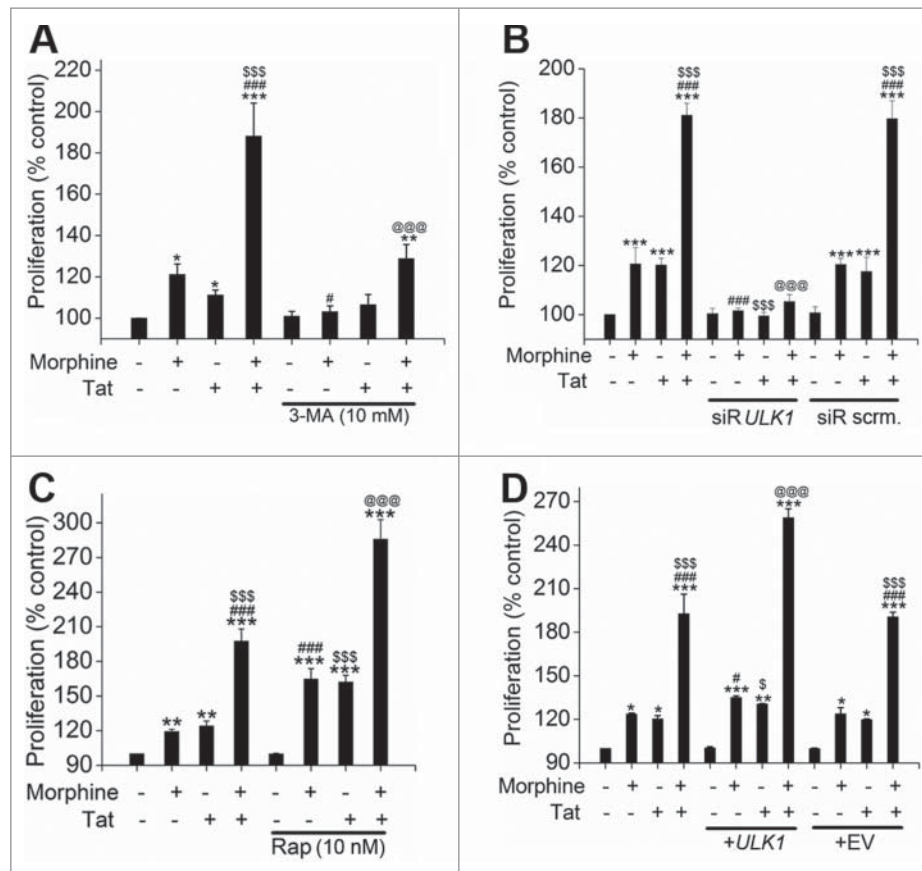 A
Proliferation (% control)
220
200
180
160
140
120
100
* * $$$ ### *** # @@@ **
Morphine - + - + - + - +
Tat - - + + - - + +
3-MA (10 mM)
B
Proliferation (% control)
200
180
160
140
120
100
*** *** $$$ ### *** ### $$$ @@@ *** *** $$$ ### ***
Morphine - + - + - + - + - + - +
Tat - - + + - - + + - - + +
siR ULK1 siR scrm.
C
Proliferation (% control)
300
270
240
210
180
150
120
90
** ** $$$ ### *** ### *** $$$ *** @@@ ***
Morphine - + - + - + - +
Tat - - + + - - + +
Rap (10 nM)
D
Proliferation (% control)
270
240
210
180
150
120
90
* * $$$ ### *** # *** $ ** @@@ *** * * $$$ ### ***
Morphine - + - + - + - + - + - +
Tat - - + + - - + + - - + +
+ULK1 +EV